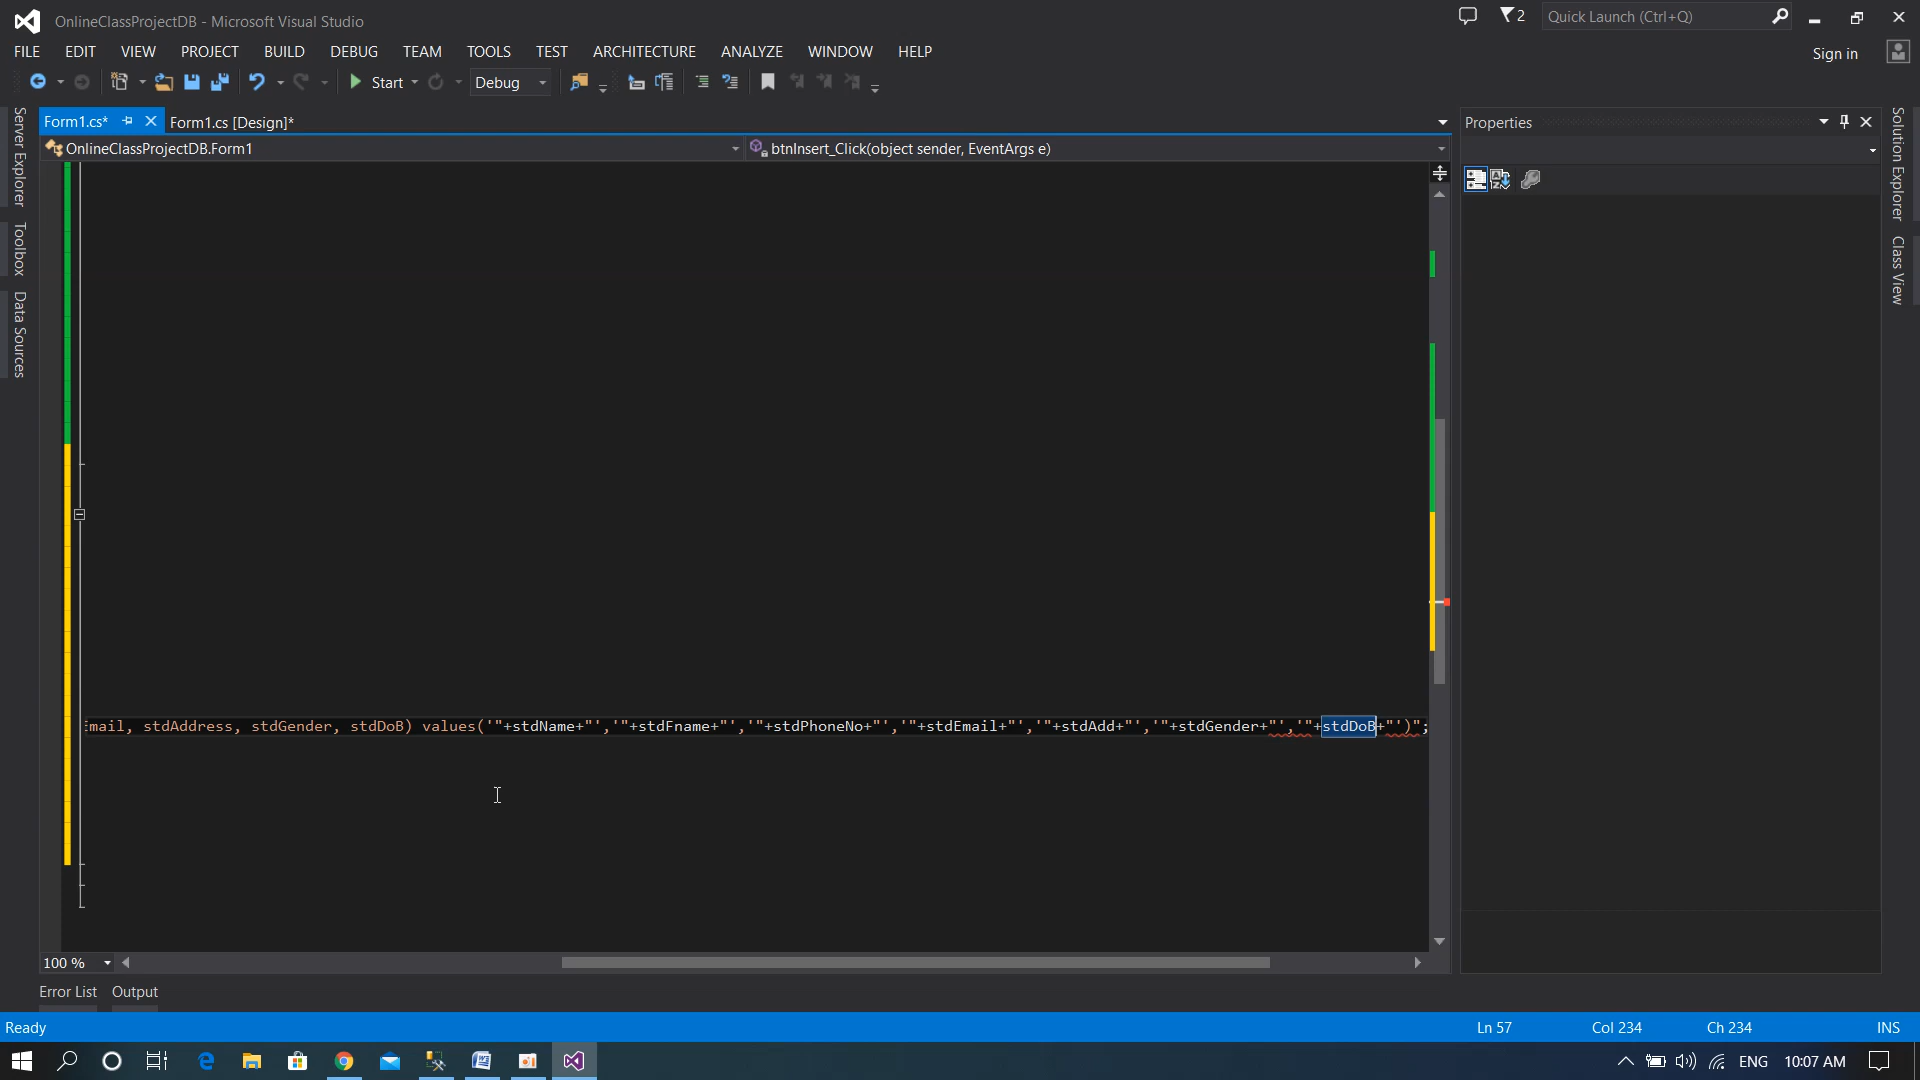 OnlineClassProjectDB - Microsoft Visual Studio
2
Quick Launch (Ctrl+Q)
FILE EDIT VIEW PROJECT BUILD DEBUG TEAM TOOLS TEST ARCHITECTURE ANALYZE WINDOW HELP
Sign in
Start Debug
Form1.cs* Form1.cs [Design]*
Properties
OnlineClassProjectDB.Form1 btnInsert_Click(object sender, EventArgs e)
Server Explorer
Toolbox
Data Sources
Solution Explorer
Class View
Email, stdAddress, stdGender, stdDoB) values('"+stdName+"','"+stdFname+"','"+stdPhoneNo+"','"+stdEmail+"','"+stdAdd+"','"+stdGender+"','"+stdDoB+"')";
100 %
Error List Output
Ready Ln 57 Col 234 Ch 234 INS
ENG 10:07 AM